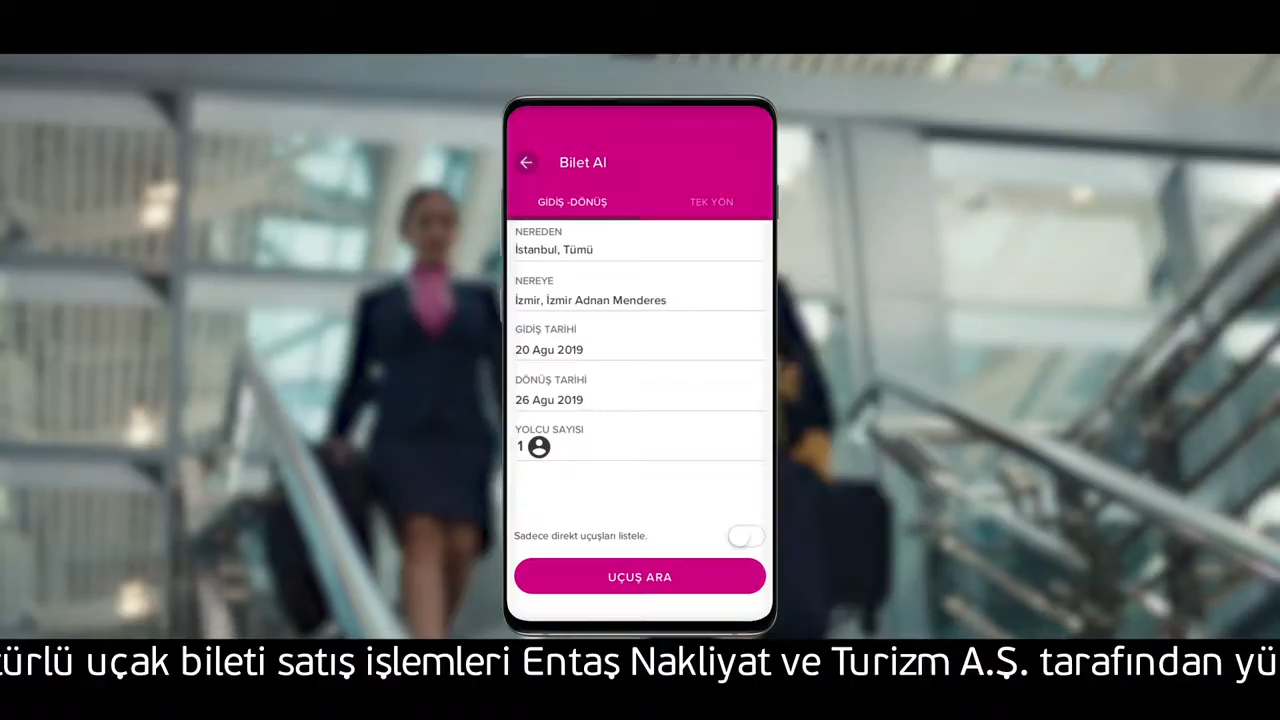 Bilet Al
GİDİŞ -DÖNÜŞ
TEK YÖN
NEREDEN
İstanbul, Tümü
NEREYE
İzmir, İzmir Adnan Menderes
GİDİŞ TARİHİ
20 Agu 2019
DÖNÜŞ TARİHİ
26 Agu 2019
YOLCU SAYISI
1
Sadece direkt uçuşları listele.
UÇUŞ ARA
türlü uçak bileti satış işlemleri Entaş Nakliyat ve Turizm A.Ş. tarafından yü